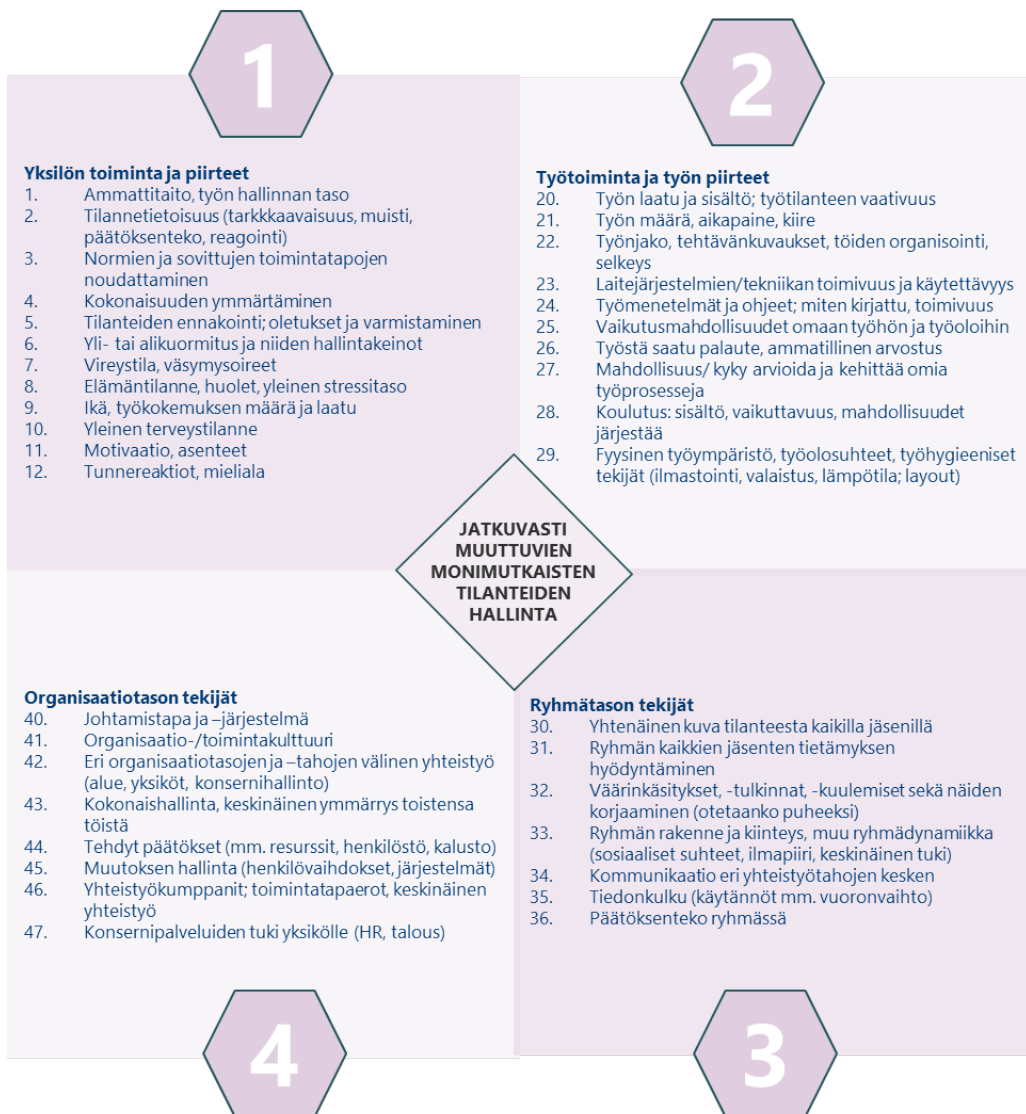 1
Yksilön toiminta ja piirteet
1. Ammattitaito, työn hallinnan taso
2. Tilannetietoisuus (tarkkkaavaisuus, muisti,
päätöksenteko, reagointi)
3. Normien ja sovittujen toimintatapojen
noudattaminen
4. Kokonaisuuden ymmärtäminen
5. Tilanteiden ennakointi; oletukset ja varmistaminen
6. Yli- tai alikuormitus ja niiden hallintakeinot
7. Vireystila, väsymysoireet
8. Elämäntilanne, huolet, yleinen stressitaso
9. Ikä, työkokemuksen määrä ja laatu
10. Yleinen terveystilanne
11. Motivaatio, asenteet
12. Tunnereaktiot, mieliala
2
Työtoiminta ja työn piirteet
20. Työn laatu ja sisältö; työtilanteen vaativuus
21. Työn määrä, aikapaine, kiire
22. Työnjako, tehtävänkuvaukset, töiden organisointi,
selkeys
23. Laitejärjestelmien/tekniikan toimivuus ja käytettävyys
24. Työmenetelmät ja ohjeet; miten kirjattu, toimivuus
25. Vaikutusmahdollisuudet omaan työhön ja työoloihin
26. Työstä saatu palaute, ammatillinen arvostus
27. Mahdollisuus/ kyky arvioida ja kehittää omia
työprosesseja
28. Koulutus: sisältö, vaikuttavuus, mahdollisuudet
järjestää
29. Fyysinen työympäristö, työolosuhteet, työhygieeniset
tekijät (ilmastointi, valaistus, lämpötila; layout)
JATKUVASTI
MUUTTUVIEN
MONIMUTKAISTEN
TILANTEIDEN
HALLINTA
Organisaatiotason tekijät
40. Johtamistapa ja –järjestelmä
41. Organisaatio-/toimintakulttuuri
42. Eri organisaatiotasojen ja –tahojen välinen yhteistyö
(alue, yksiköt, konsernihallinto)
43. Kokonaishallinta, keskinäinen ymmärrys toistensa
töistä
44. Tehdyt päätökset (mm. resurssit, henkilöstö, kalusto)
45. Muutoksen hallinta (henkilövaihdokset, järjestelmät)
46. Yhteistyökumppanit; toimintatapaerot, keskinäinen
yhteistyö
47. Konsernipalveluiden tuki yksikölle (HR, talous)
4
Ryhmätason tekijät
30. Yhtenäinen kuva tilanteesta kaikilla jäsenillä
31. Ryhmän kaikkien jäsenten tietämyksen
hyödyntäminen
32. Väärinkäsitykset, -tulkinnat, -kuulemiset sekä näiden
korjaaminen (otetaanko puheeksi)
33. Ryhmän rakenne ja kiinteys, muu ryhmädynamiikka
(sosiaaliset suhteet, ilmapiiri, keskinäinen tuki)
34. Kommunikaatio eri yhteistyötahojen kesken
35. Tiedonkulku (käytännöt mm. vuoronvaihto)
36. Päätöksenteko ryhmässä
3